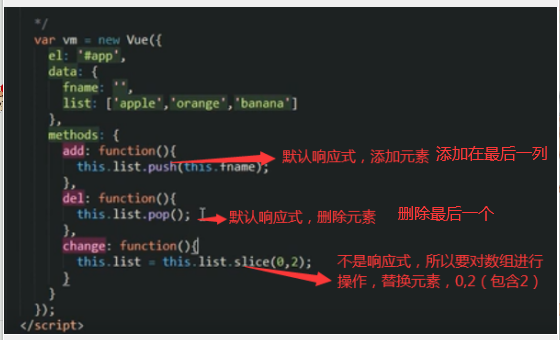 */
var vm = new Vue({
el: '#app',
data: {
fname: '',
list: ['apple','orange','banana']
},
methods: {
add: function(){
this.list.push(this.fname);
默认响应式，添加元素 添加在最后一列
},
del: function(){
this.list.pop();
默认响应式，删除元素 删除最后一个
},
change: function(){
this.list = this.list.slice(0,2);
不是响应式，所以要对数组进行
操作，替换元素，0,2（包含2）
}
}
});
</script>